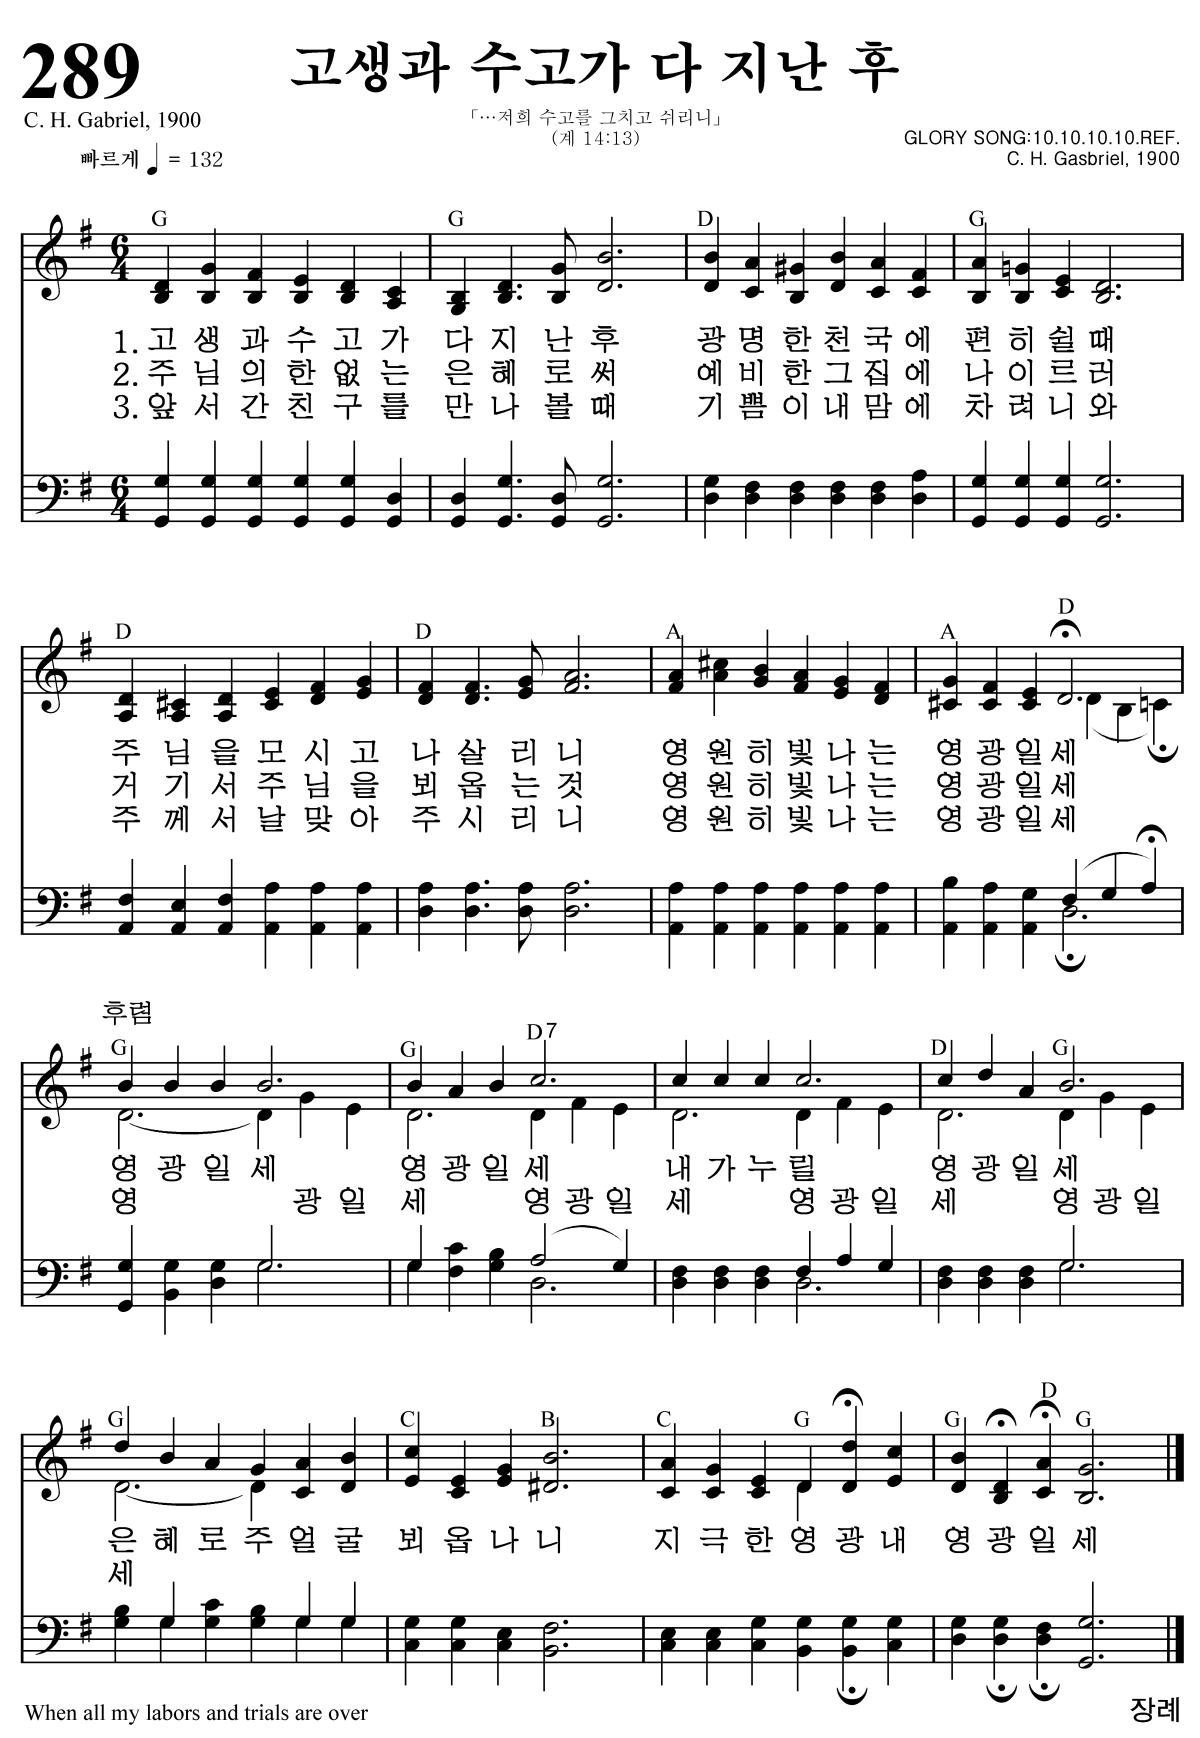 289 고생과 수고가 다 지난 후
C. H. Gabriel, 1900
「…저희 수고를 그치고 쉬리니」
(계 14:13)
빠르게 ♩ = 132
GLORY SONG:10.10.10.10.REF.
C. H. Gasbriel, 1900
G G D G
6 4
1. 고 생 과 수 고 가 다 지 난 후 광 명 한 천 국 에 편 히 쉴 때
2. 주 님 의 한 없 는 은 혜 로 써 예 비 한 그 집 에 나 이 르 러
3. 앞 서 간 친 구 를 만 나 볼 때 기 쁨 이 내 맘 에 차 려 니 와
6 4
D D A A D
주 님 을 모 시 고 나 살 리 니 영 원 히 빛 나 는 영 광 일 세
거 기 서 주 님 을 뵈 옵 는 것 영 원 히 빛 나 는 영 광 일 세
주 께 서 날 맞 아 주 시 리 니 영 원 히 빛 나 는 영 광 일 세
후렴
G G D7 D G
영 광 일 세 영 광 일 세 내 가 누 릴 영 광 일 세
영 광 일 세 영 광 일 세 영 광 일 세 영 광 일
G C B C G G D G
은 혜 로 주 얼 굴 뵈 옵 나 니 지 극 한 영 광 내 영 광 일 세
세
When all my labors and trials are over
장례